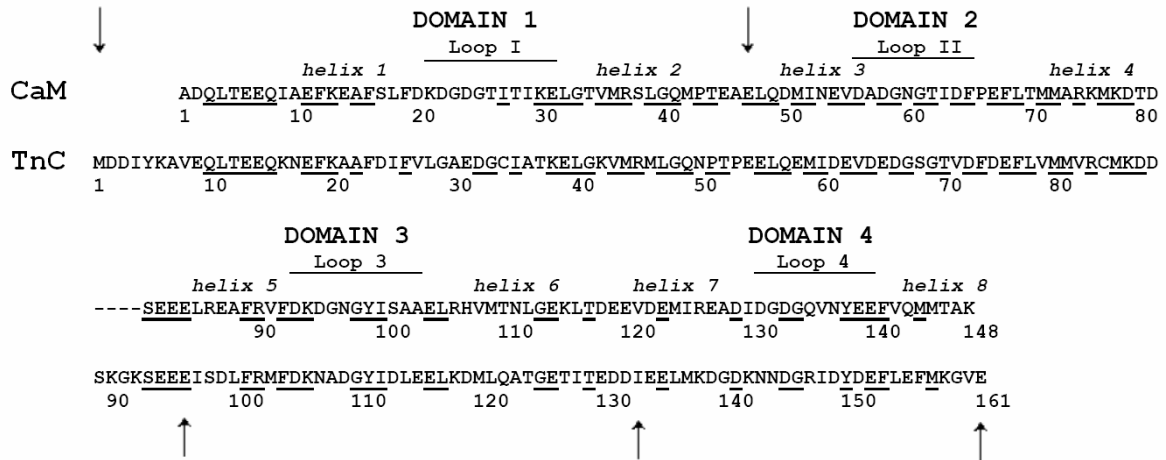 DOMAIN 1 DOMAIN 2
Loop I Loop II
helix 1 helix 2 helix 3 helix 4
CaM ADQLTEEQIAEFKEAFSLFDKDGDGTITIKELGTVMRSLGQMPTEAELQDMINEVDADGNGTIDFPEFLTMMARKMKDTD
1 10 20 30 40 50 60 70 80
TnC MDDIYKAVEQLTEEQKNEFKAAFDIFVLGAEDGCIATKELGKVMRMLGQNPTPEELQEMIDEVDEDGSGTVDFDEFLVMMVRCMKDD
1 10 20 30 40 50 60 70 80
DOMAIN 3 DOMAIN 4
Loop 3 Loop 4
helix 5 helix 6 helix 7 helix 8
----SEEELREAFRVFDKDGNGYISAAELRHVMTNLGEKLTDEEVDEMIREADIDGDGQVNYEEFVQMMTAK
90 100 110 120 130 140 148
SKGKSEEEISDLFRMFDKNADGYIDLEELKDMLQATGETITEDDIEELMKDGDKNNDGRIDYDEFLEFMKGVE
90 100 110 120 130 140 150 161